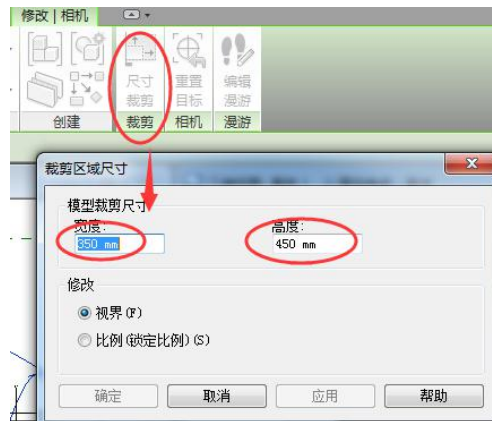 修改 | 相机
尺寸 重置 编辑
裁剪 目标 漫游
创建 裁剪 相机 漫游
裁剪区域尺寸
模型裁剪尺寸
宽度: 高度:
350 mm 450 mm
修改
视界(F)
比例(锁定比例)(S)
确定 取消 应用 帮助